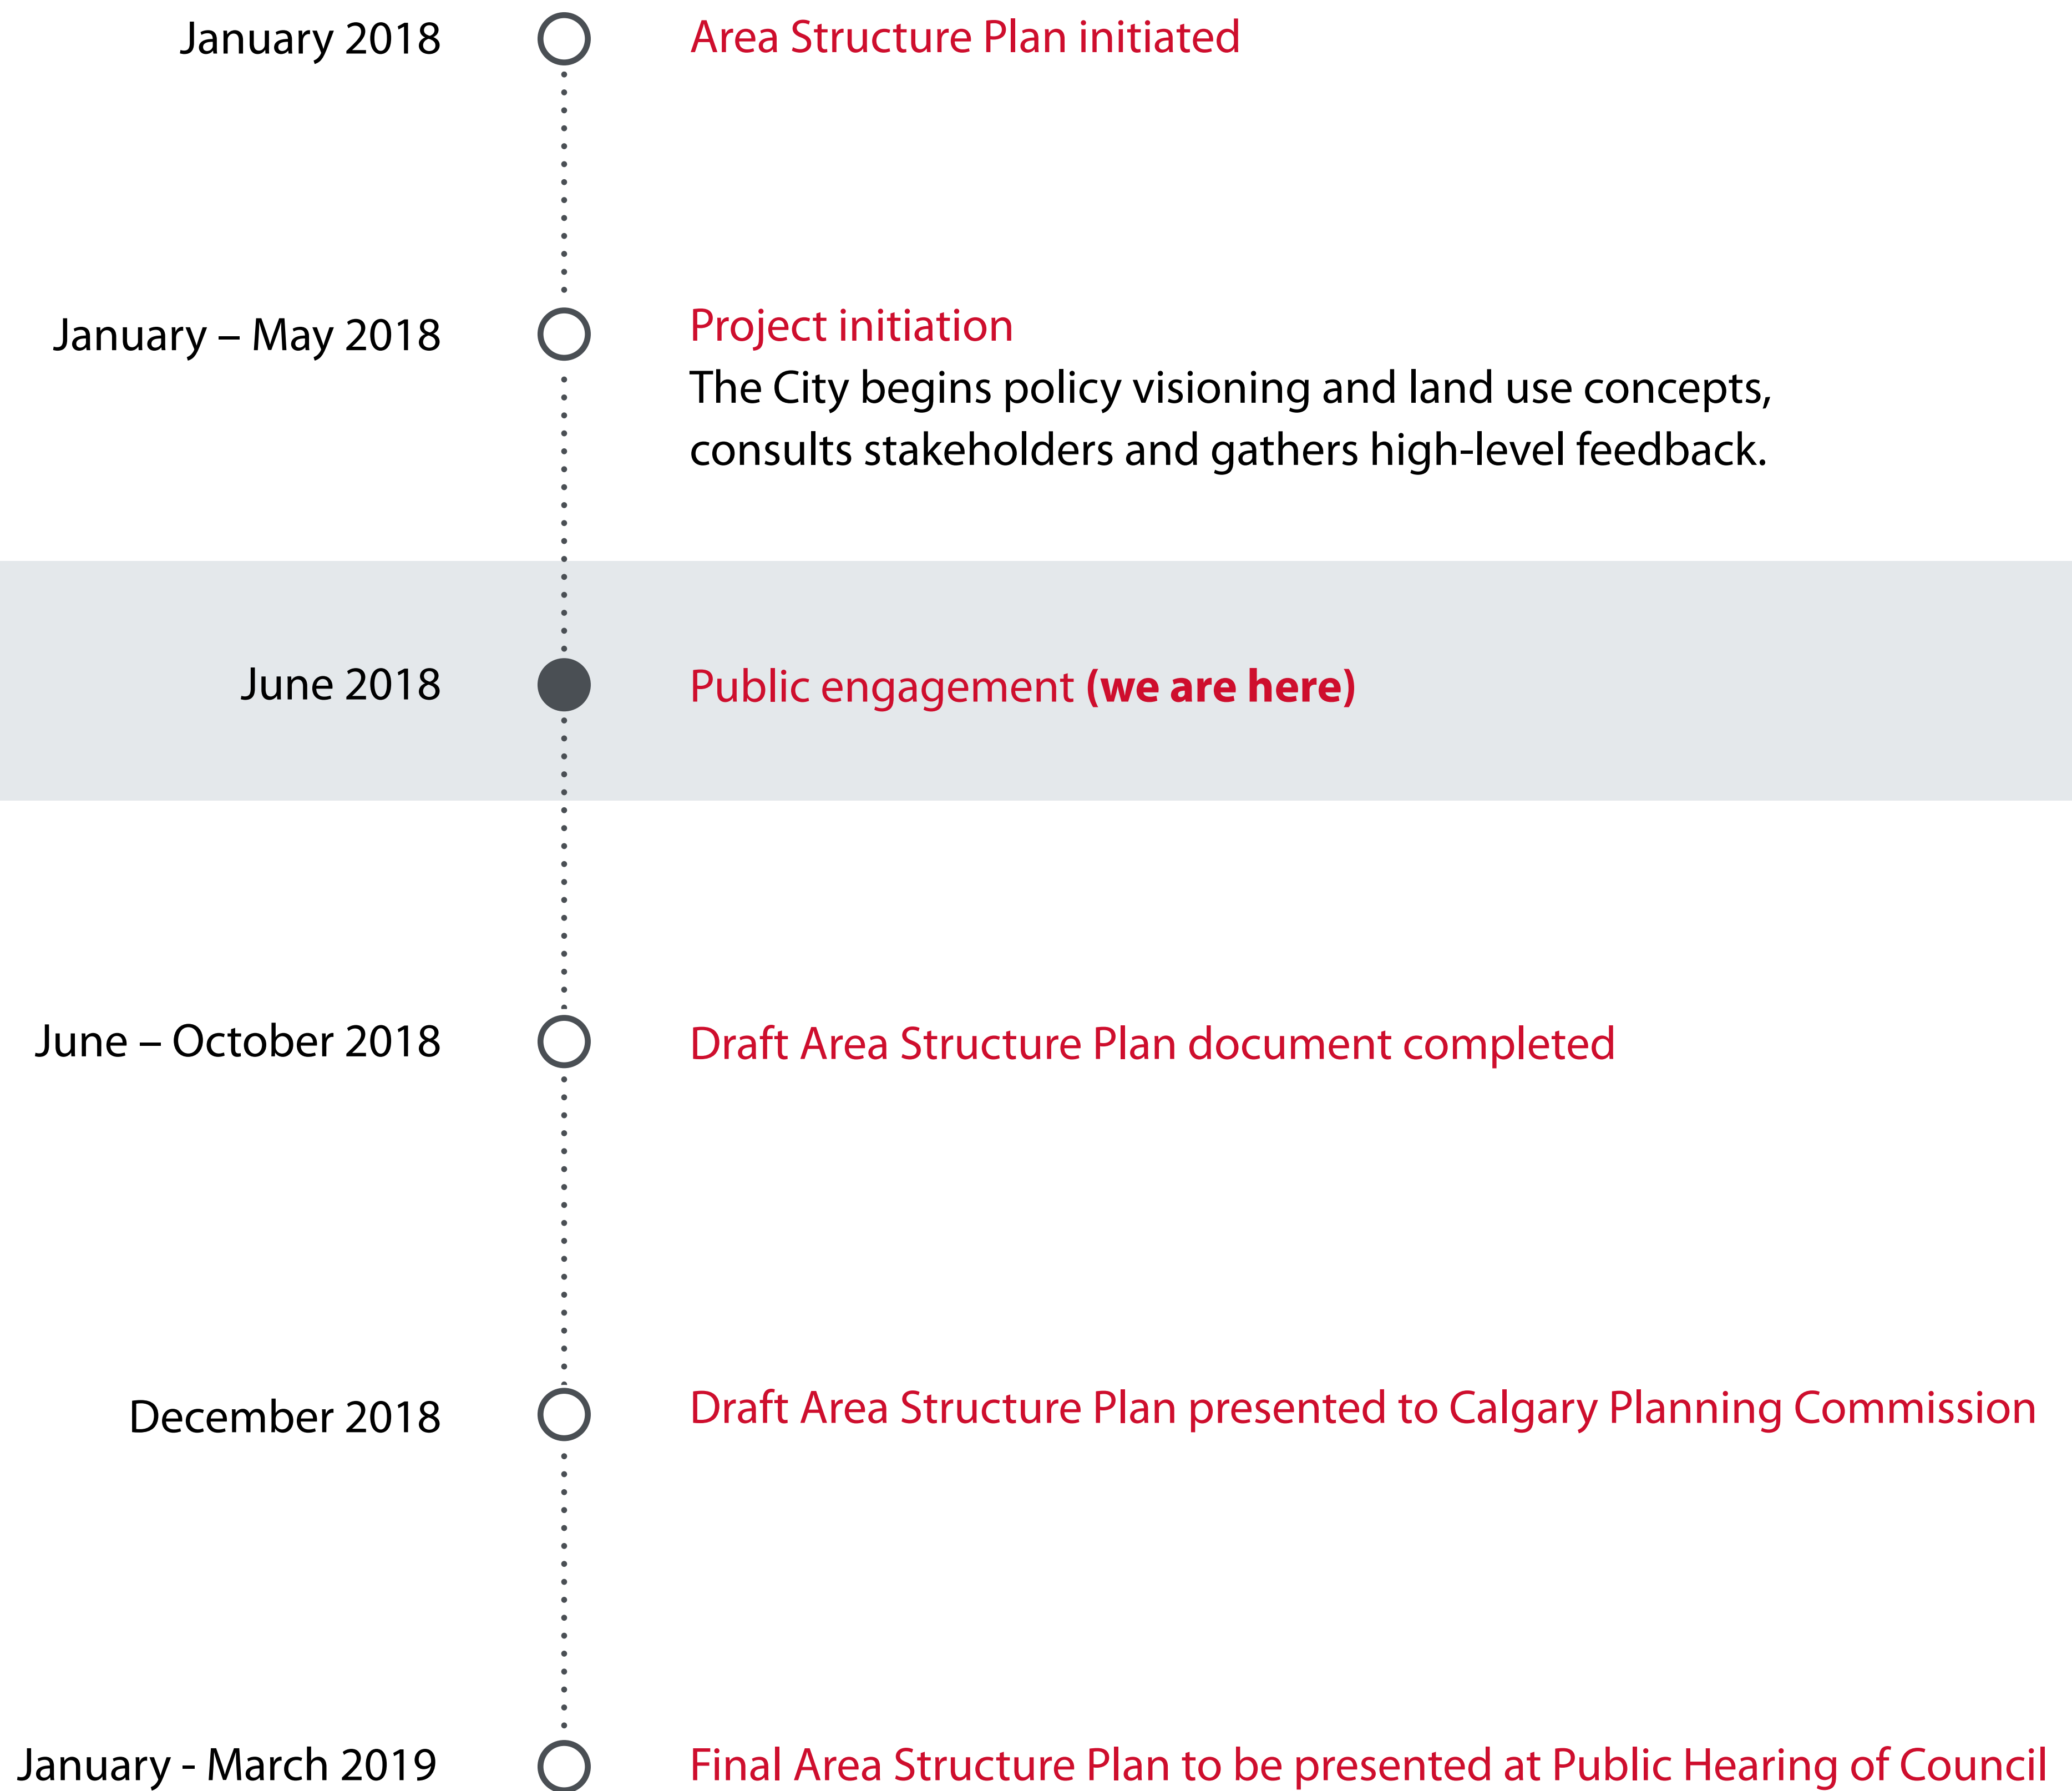 January 2018
Area Structure Plan initiated
January – May 2018
Project initiation
The City begins policy visioning and land use concepts,
consults stakeholders and gathers high-level feedback.
June 2018
Public engagement (we are here)
June – October 2018
Draft Area Structure Plan document completed
December 2018
Draft Area Structure Plan presented to Calgary Planning Commission
January - March 2019
Final Area Structure Plan to be presented at Public Hearing of Council